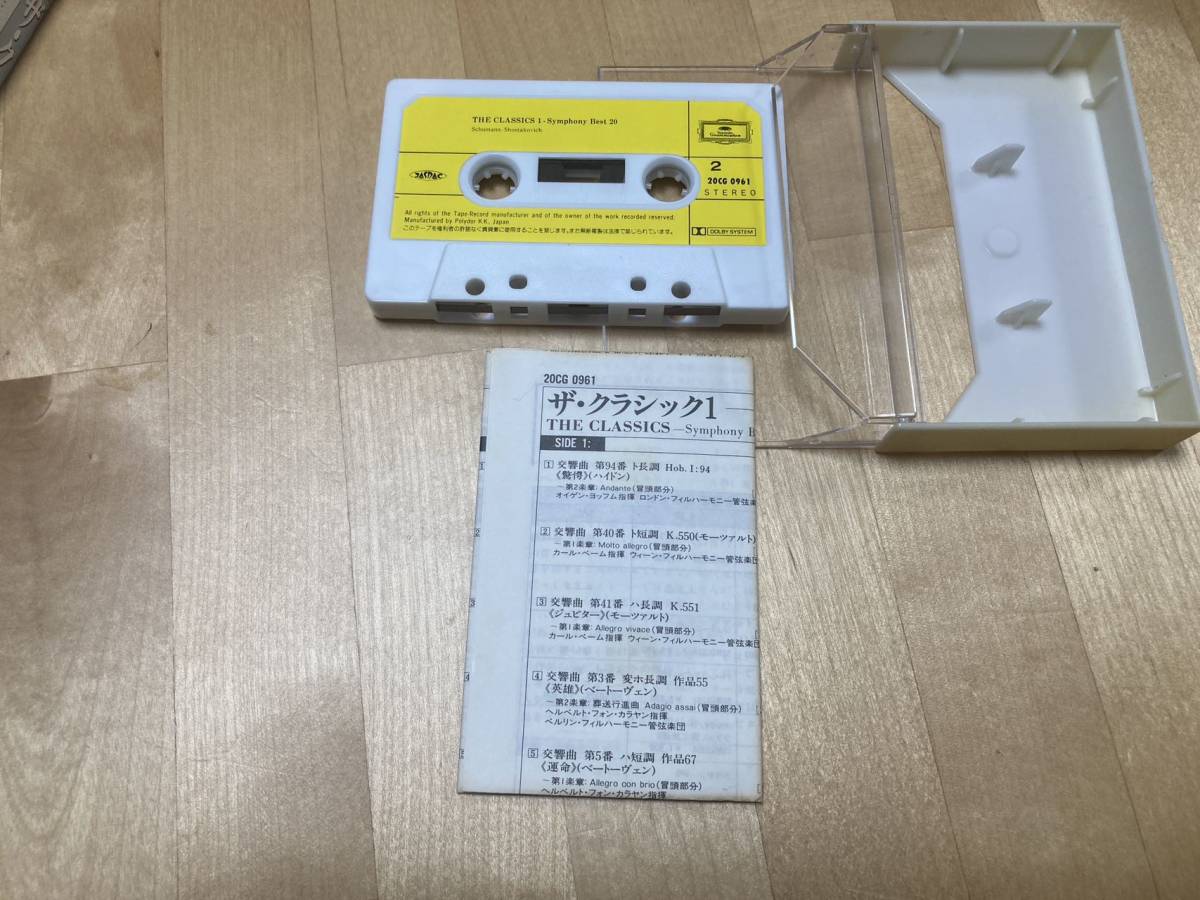 THE CLASSICS 1 - Symphony Best 20
Schumann-Shostakovich
Deutsche
Grammophon
JASRAC
2
20CG 0961
STEREO
All rights of the Tape-Record manufacturer and of the owner of the work recorded reserved.
Manufactured by Polydor K.K, Japan
DOLBY SYSTEM
20CG 0961
ザ・クラシック1
THE CLASSICS—Symphony B
SIDE 1:
1 交響曲 第94番 ト長調 Hob. I:94
《驚愕》(ハイドン)
～第2楽章: Andante(冒頭部分)
オイゲン・ヨッフム指揮 ロンドン・フィルハーモニー管弦楽
2 交響曲 第40番 ト短調 K.550(モーツァルト)
～第1楽章: Molto allegro(冒頭部分)
カール・ベーム指揮 ウィーン・フィルハーモニー管弦楽団
3 交響曲 第41番 ハ長調 K.551
《ジュピター》(モーツァルト)
～第1楽章: Allegro vivace(冒頭部分)
カール・ベーム指揮 ウィーン・フィルハーモニー管弦楽団
4 交響曲 第3番 変ホ長調 作品55
《英雄》(ベートーヴェン)
～第2楽章: 葬送行進曲 Adagio assai(冒頭部分)
ヘルベルト・フォン・カラヤン指揮
ベルリン・フィルハーモニー管弦楽団
5 交響曲 第5番 ハ短調 作品67
《運命》(ベートーヴェン)
～第1楽章: Allegro con brio(冒頭部分)
ヘルベルト・フォン・カラヤン指揮